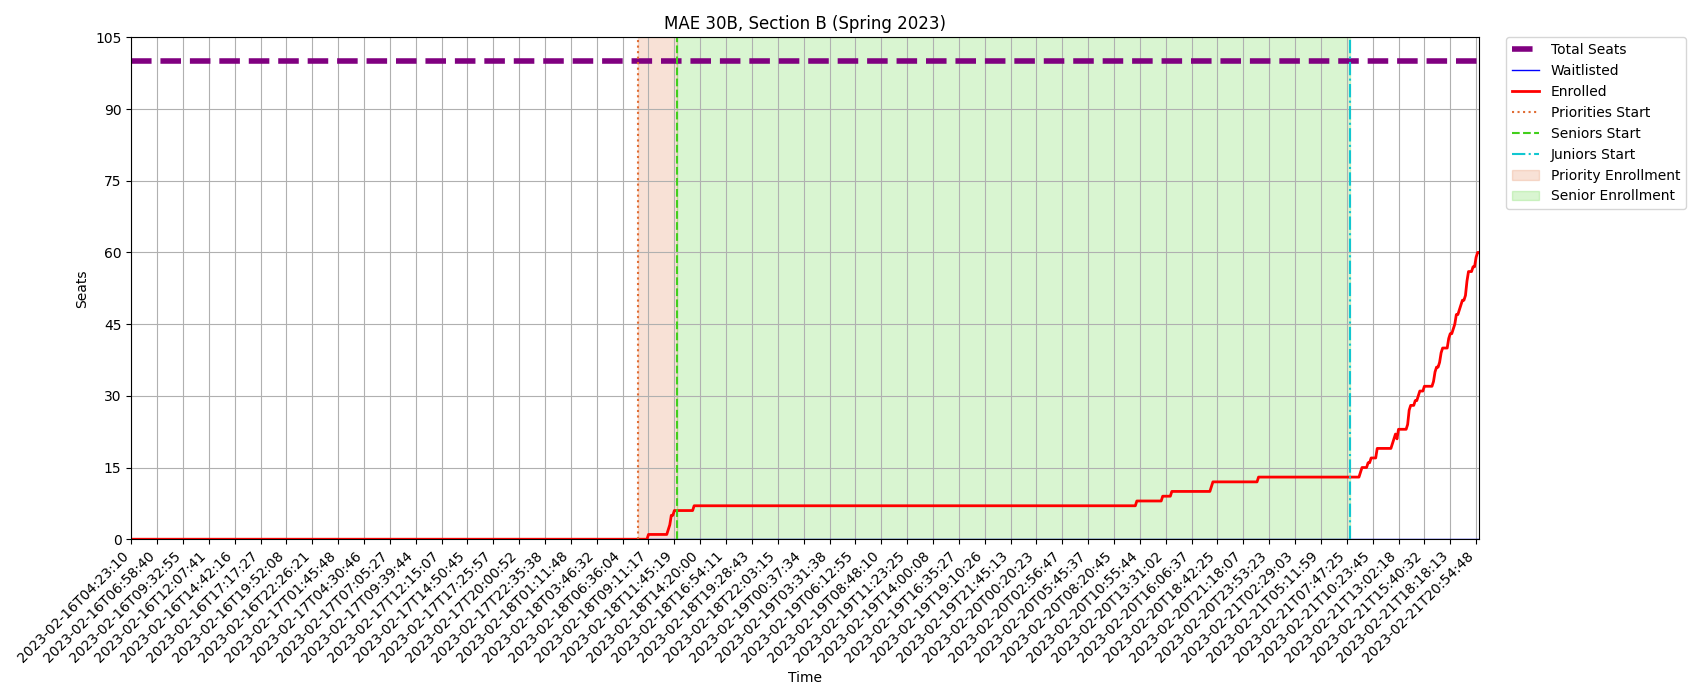 MAE 30B, Section B (Spring 2023)
105
90
75
60
45
30
15
0
Seats
2023-02-16T04:23:10
2023-02-16T06:58:40
2023-02-16T09:32:55
2023-02-16T12:07:41
2023-02-16T14:42:16
2023-02-16T17:17:27
2023-02-16T19:52:08
2023-02-16T22:26:21
2023-02-17T01:45:48
2023-02-17T04:30:46
2023-02-17T07:05:27
2023-02-17T09:39:44
2023-02-17T12:15:07
2023-02-17T14:50:45
2023-02-17T17:25:57
2023-02-17T20:00:52
2023-02-17T22:35:38
2023-02-18T01:11:48
2023-02-18T03:46:32
2023-02-18T06:36:04
2023-02-18T09:11:17
2023-02-18T11:45:19
2023-02-18T14:20:00
2023-02-18T16:54:11
2023-02-18T19:28:43
2023-02-18T22:03:15
2023-02-19T00:37:34
2023-02-19T03:31:38
2023-02-19T06:12:55
2023-02-19T08:48:10
2023-02-19T11:23:25
2023-02-19T14:00:08
2023-02-19T16:35:27
2023-02-19T19:10:26
2023-02-19T21:45:13
2023-02-20T00:20:23
2023-02-20T02:56:47
2023-02-20T05:45:37
2023-02-20T08:20:45
2023-02-20T10:55:44
2023-02-20T13:31:02
2023-02-20T16:06:37
2023-02-20T18:42:25
2023-02-20T21:18:07
2023-02-20T23:53:23
2023-02-21T02:29:03
2023-02-21T05:11:59
2023-02-21T07:47:25
2023-02-21T10:23:45
2023-02-21T13:02:18
2023-02-21T15:40:32
2023-02-21T18:18:13
2023-02-21T20:54:48
Time
Total Seats
Waitlisted
Enrolled
Priorities Start
Seniors Start
Juniors Start
Priority Enrollment
Senior Enrollment